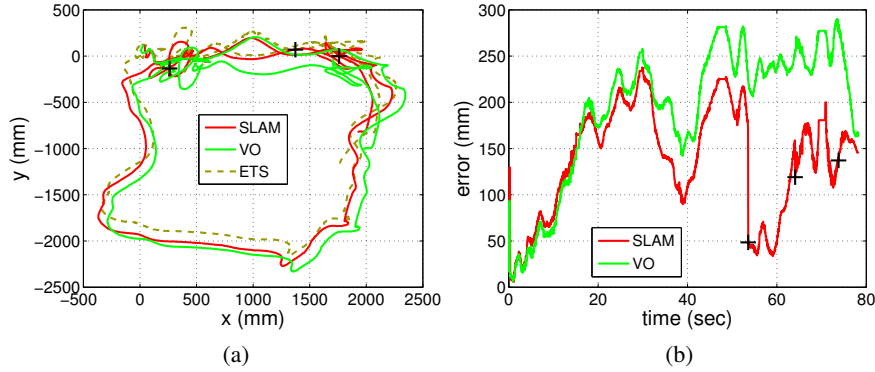 500
0
−500
−1000
−1500
−2000
−2500
y (mm)
−500 0 500 1000 1500 2000 2500
x (mm)
SLAM
VO
ETS
(a)
300
250
200
150
100
50
0
error (mm)
0 20 40 60 80
time (sec)
SLAM
VO
(b)